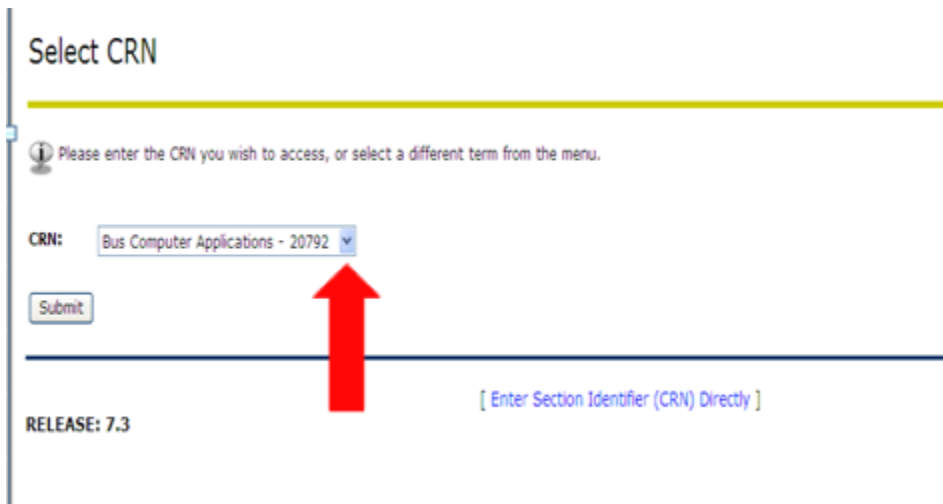 Select CRN
Please enter the CRN you wish to access, or select a different term from the menu.
CRN: Bus Computer Applications - 20792
Submit
[ Enter Section Identifier (CRN) Directly ]
RELEASE: 7.3